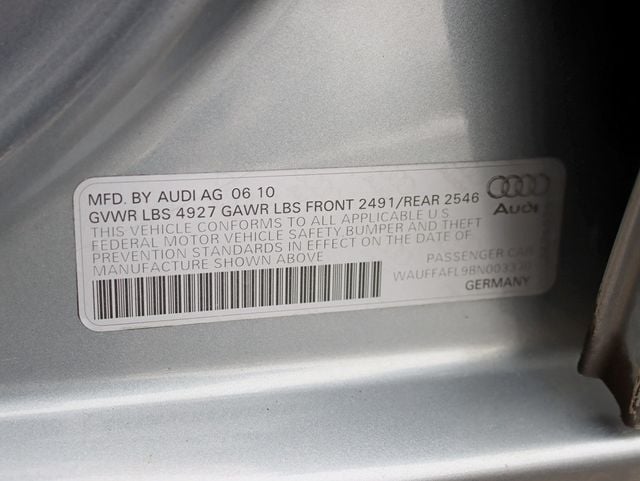 MFD. BY AUDI AG 06 10
GVWR LBS 4927 GAWR LBS FRONT 2491/REAR 2546
THIS VEHICLE CONFORMS TO ALL APPLICABLE U S
FEDERAL MOTOR VEHICLE SAFETY,BUMPER AND THEFT
PREVENTION STANDARDS IN EFFECT ON THE DATE OF
MANUFACTURE SHOWN ABOVE
Audi
PASSENGER CAR
GERMANY